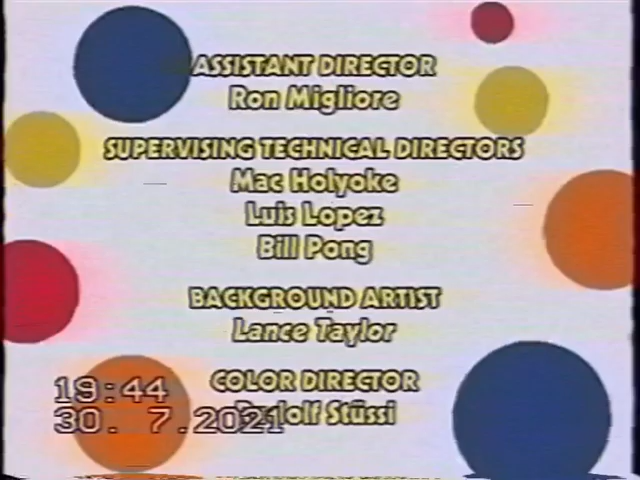 ASSISTANT DIRECTOR
Ron Migliore
SUPERVISING TECHNICAL DIRECTORS
Mac Holyoke
Luis Lopez
Bill Pong
BACKGROUND ARTIST
Lance Taylor
COLOR DIRECTOR
Stüssi
19:44
30. 7.2021